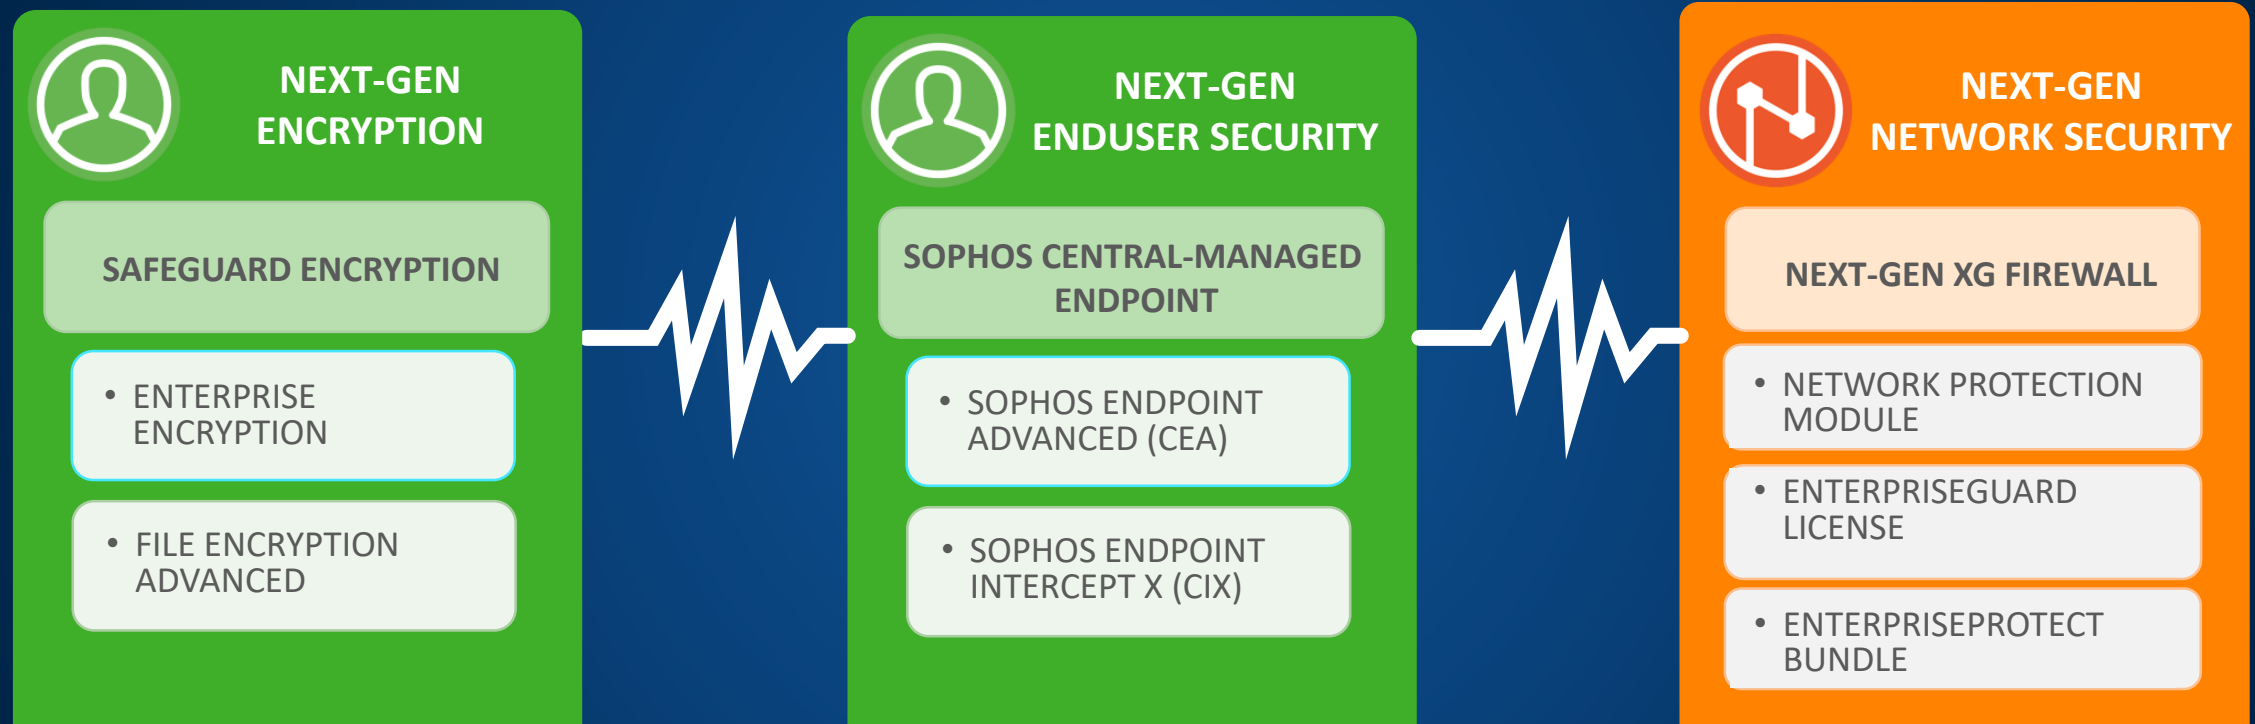 NEXT-GEN
ENCRYPTION
SAFEGUARD ENCRYPTION
• ENTERPRISE
ENCRYPTION
• FILE ENCRYPTION
ADVANCED
NEXT-GEN
ENDUSER SECURITY
SOPHOS CENTRAL-MANAGED
ENDPOINT
• SOPHOS ENDPOINT
ADVANCED (CEA)
• SOPHOS ENDPOINT
INTERCEPT X (CIX)
NEXT-GEN
NETWORK SECURITY
NEXT-GEN XG FIREWALL
• NETWORK PROTECTION
MODULE
• ENTERPRISEGUARD
LICENSE
• ENTERPRISEPROTECT
BUNDLE